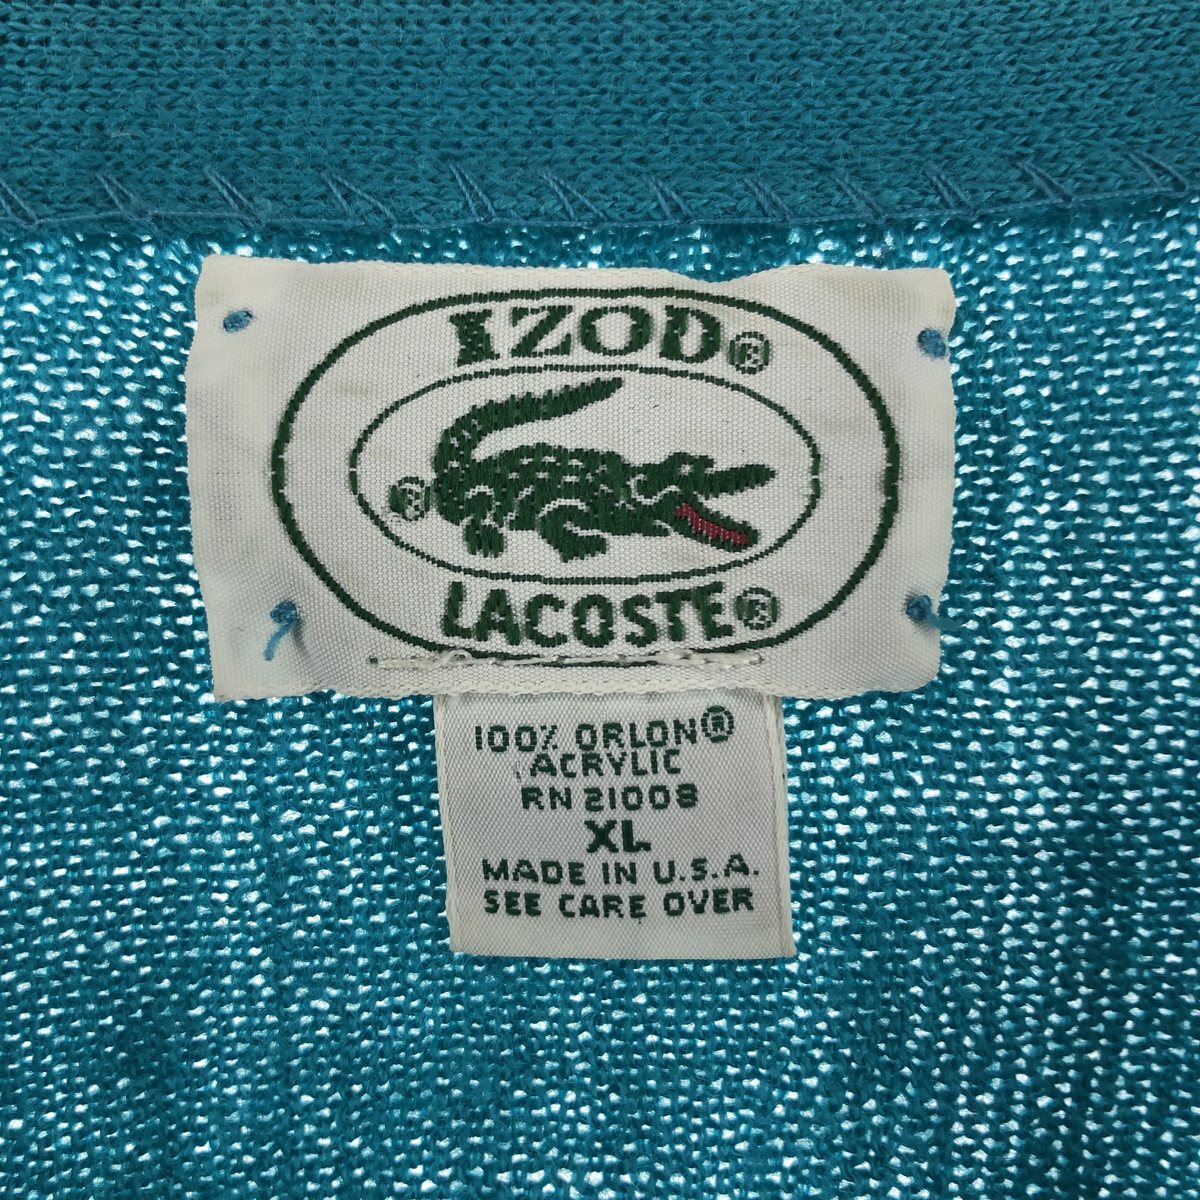 IZOD®
®
LACOSTE®
100% ORLON®
ACRYLIC
RN 21008
XL
MADE IN U.S.A.
SEE CARE OVER